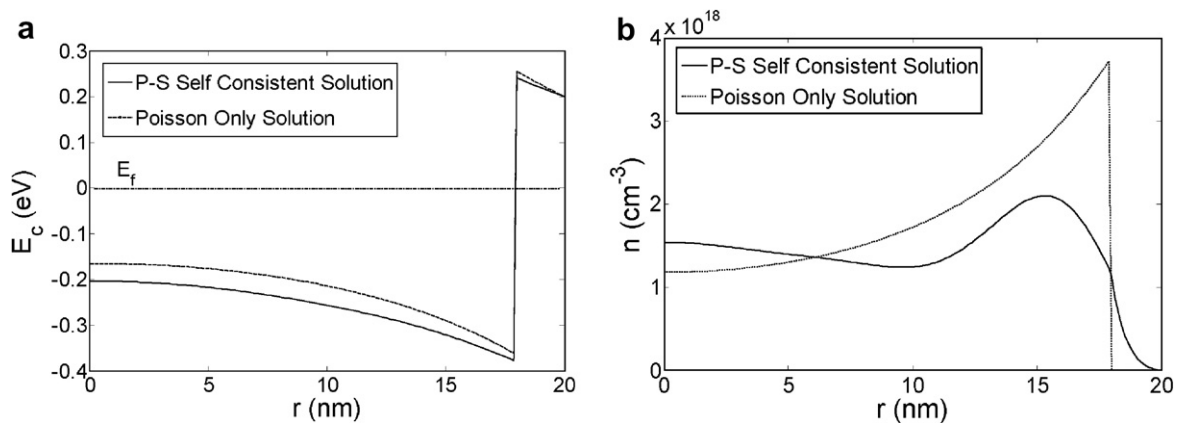 a
0.3
0.2
0.1
0
-0.1
-0.2
-0.3
-0.4
E_c (eV)
P-S Self Consistent Solution
Poisson Only Solution
E_f
0 5 10 15 20
r (nm)
b
4 x 10^18
3
2
1
0
n (cm^-3)
P-S Self Consistent Solution
Poisson Only Solution
0 5 10 15 20
r (nm)